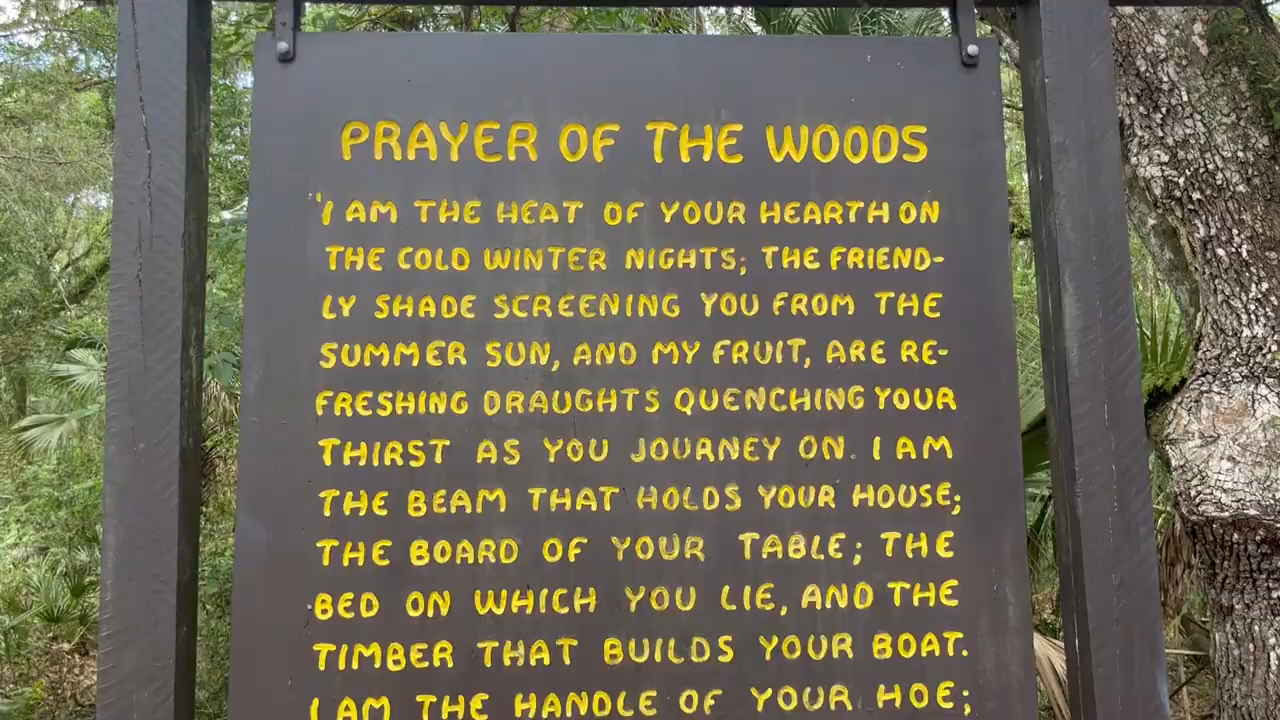 PRAYER OF THE WOODS
"I AM THE HEAT OF YOUR HEARTH ON
THE COLD WINTER NIGHTS; THE FRIEND-
LY SHADE SCREENING YOU FROM THE
SUMMER SUN, AND MY FRUIT, ARE RE-
FRESHING DRAUGHTS QUENCHING YOUR
THIRST AS YOU JOURNEY ON. I AM
THE BEAM THAT HOLDS YOUR HOUSE;
THE BOARD OF YOUR TABLE; THE
BED ON WHICH YOU LIE, AND THE
TIMBER THAT BUILDS YOUR BOAT.
I AM THE HANDLE OF YOUR HOE;